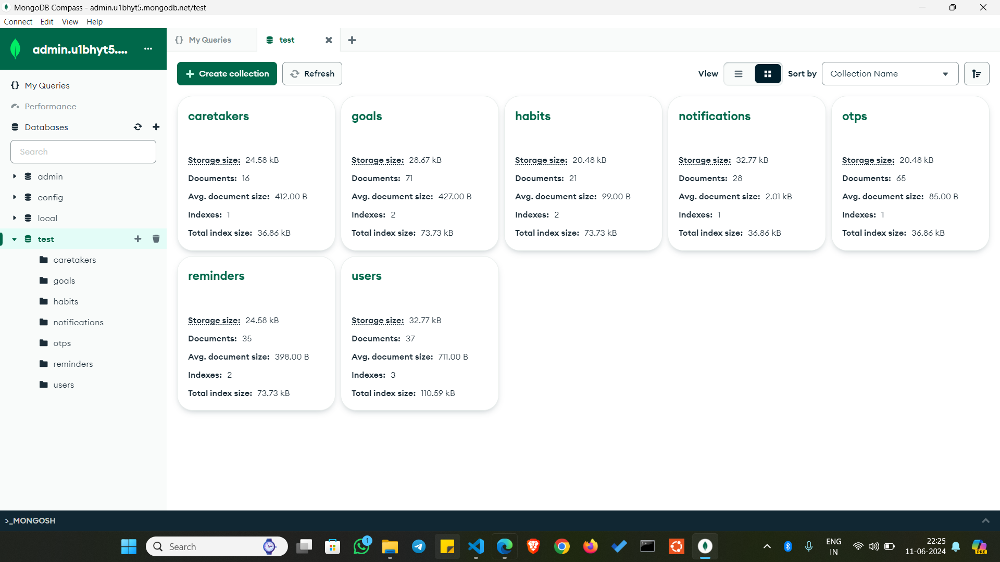 MongoDB Compass - admin.u1bhyt5.mongodb.net/test
Connect Edit View Help
admin.u1bhyt5.... ...
{} My Queries
test
My Queries
Performance
Databases
Search
admin
config
local
test
caretakers
goals
habits
notifications
otps
reminders
users
Create collection
Refresh
View
Sort by
Collection Name
caretakers
Storage size: 24.58 kB
Documents: 16
Avg. document size: 412.00 B
Indexes: 1
Total index size: 36.86 kB
goals
Storage size: 28.67 kB
Documents: 71
Avg. document size: 427.00 B
Indexes: 2
Total index size: 73.73 kB
habits
Storage size: 20.48 kB
Documents: 21
Avg. document size: 99.00 B
Indexes: 2
Total index size: 73.73 kB
notifications
Storage size: 32.77 kB
Documents: 28
Avg. document size: 2.01 kB
Indexes: 1
Total index size: 36.86 kB
otps
Storage size: 20.48 kB
Documents: 65
Avg. document size: 85.00 B
Indexes: 1
Total index size: 36.86 kB
reminders
Storage size: 24.58 kB
Documents: 35
Avg. document size: 398.00 B
Indexes: 2
Total index size: 73.73 kB
users
Storage size: 32.77 kB
Documents: 37
Avg. document size: 711.00 B
Indexes: 3
Total index size: 110.59 kB
>_MONGOSH
Search
1
ENG
IN
22:25
11-06-2024
PRE